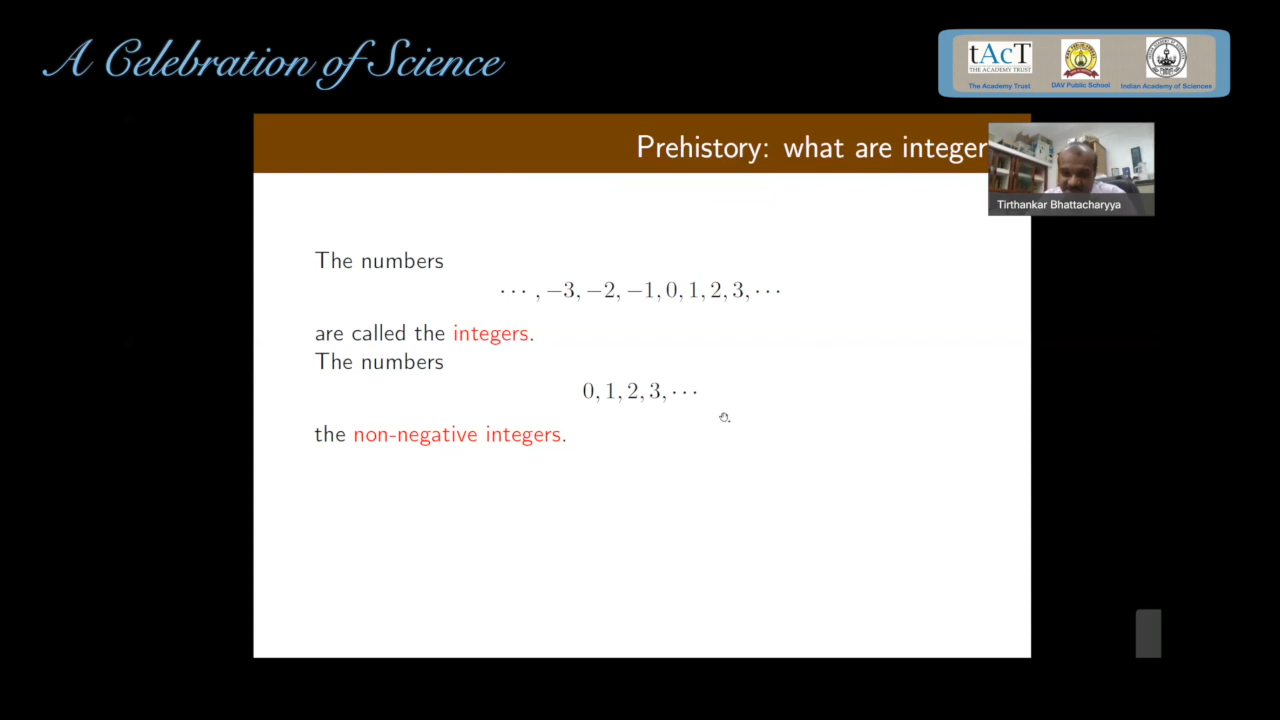 A Celebration of Science
tAcT
THE ACADEMY TRUST
The Academy Trust
DAV Public School
Indian Academy of Sciences
Prehistory: what are integer
Tirthankar Bhattacharyya
The numbers
··· , −3, −2, −1, 0, 1, 2, 3, ···
are called the integers.
The numbers
0, 1, 2, 3, ···
the non-negative integers.